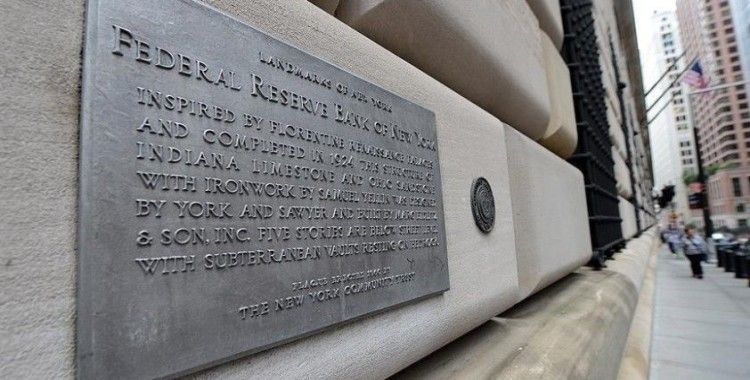 LANDMARKS OF NEW YORK
FEDERAL RESERVE BANK OF NEW YORK
INSPIRED BY FLORENTINE RENAISSANCE PALACES
AND COMPLETED IN 1924 THIS STRUCTURE OF
INDIANA LIMESTONE AND OHIO SANDSTONE
WITH IRONWORK BY SAMUEL YELLIN WAS DESIGNED
BY YORK AND SAWYER AND BUILT BY MARC EIDLITZ
& SON, INC. FIVE STORIES ARE BELOW STREET LEVEL
WITH SUBTERRANEAN VAULTS RESTING ON BEDROCK.
PLAQUE ERECTED BY
THE NEW YORK COMMUNITY TRUST